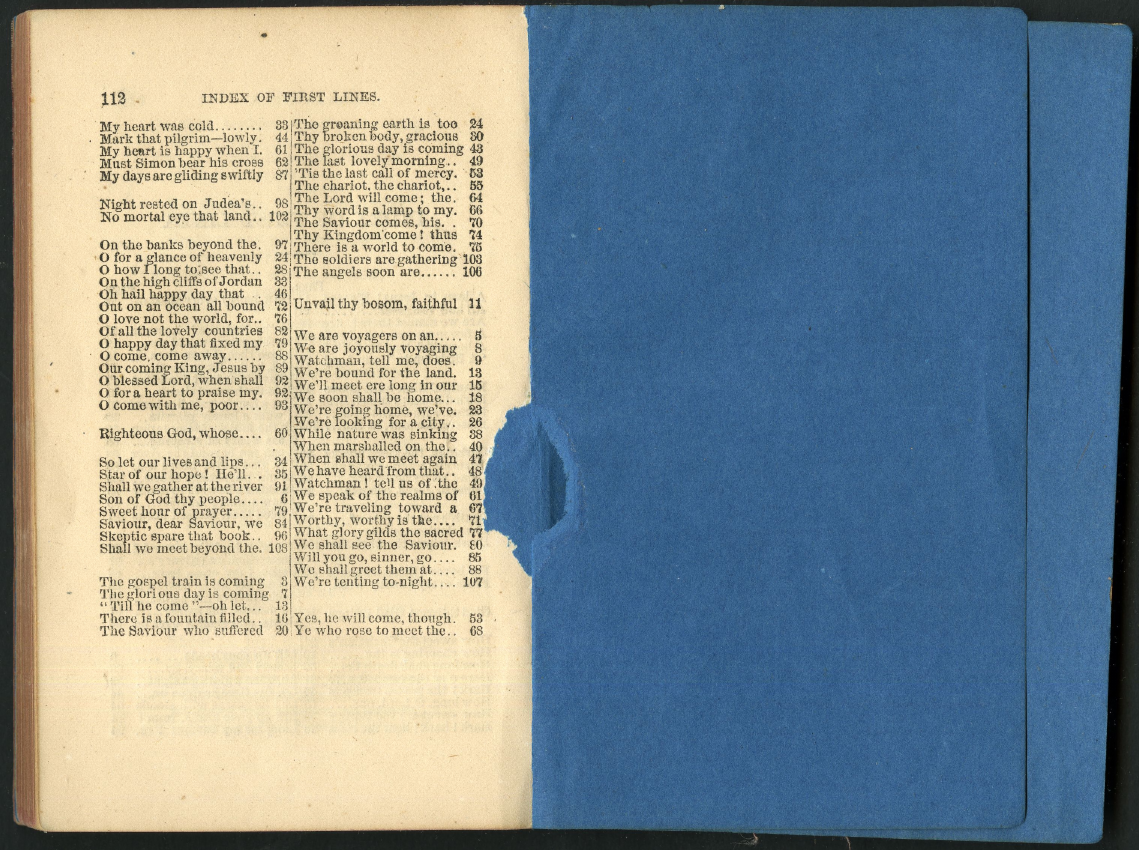 112
INDEX OF FIRST LINES.
My heart was cold........ 33
Mark that pilgrim—lowly. 44
My heart is happy when I. 61
Must Simon bear his cross 62
My days are gliding swiftly 87
Night rested on Judea's.. 98
No mortal eye that land.. 102
On the banks beyond the. 97
O for a glance of heavenly 24
O how I long to see that.. 28
On the high cliffs of Jordan 33
Oh hail happy day that .. 46
Out on an ocean all bound 72
O love not the world, for.. 76
Of all the lovely countries 82
O happy day that fixed my 79
O come, come away...... 88
Our coming King, Jesus by 89
O blessed Lord, when shall 92
O for a heart to praise my. 92
O come with me, poor.... 93
Righteous God, whose.... 60
So let our lives and lips... 34
Star of our hope! He'll... 35
Shall we gather at the river 91
Son of God thy people.... 6
Sweet hour of prayer..... 79
Saviour, dear Saviour, we 84
Skeptic spare that book.. 96
Shall we meet beyond the. 108
The gospel train is coming 3
The glorious day is coming 7
"Till he come"—oh let... 13
There is a fountain filled.. 16
The Saviour who suffered 20
The groaning earth is too 24
Thy broken body, gracious 30
The glorious day is coming 43
The last lovely morning.. 49
'Tis the last call of mercy. 53
The chariot. the chariot,.. 55
The Lord will come; the. 64
Thy word is a lamp to my. 66
The Saviour comes, his. . 70
Thy Kingdom come! thus 74
There is a world to come. 75
The soldiers are gathering 103
The angels soon are...... 106
Unvail thy bosom, faithful 11
We are voyagers on an..... 5
We are joyously voyaging 8
Watchman, tell me, does. 9
We're bound for the land. 13
We'll meet ere long in our 15
We soon shall be home... 18
We're going home, we've. 23
We're looking for a city.. 26
While nature was sinking 38
When marshalled on the.. 40
When shall we meet again 47
We have heard from that.. 48
Watchman! tell us of the 49
We speak of the realms of 61
We're traveling toward a 67
Worthy, worthy is the.... 71
What glory gilds the sacred 77
We shall see the Saviour. 80
Will you go, sinner, go.... 85
We shall greet them at.... 88
We're tenting to-night.... 107
Yes, he will come, though. 53
Ye who rose to meet the.. 68